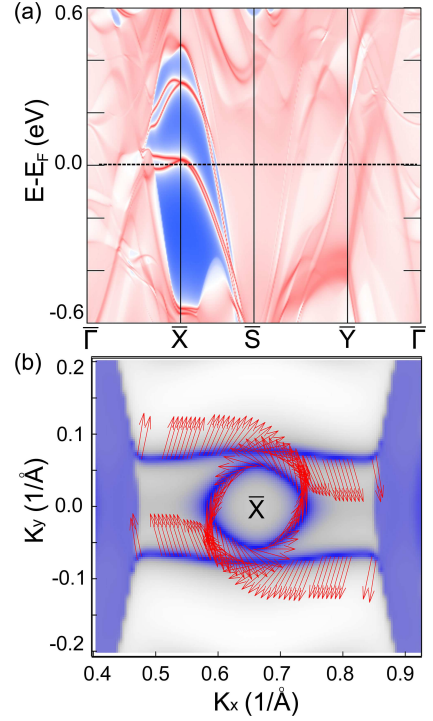 (a)
0.6
0.0
-0.6
E-E_F (eV)
Γ̄ X̄ S̄ Ȳ Γ̄
(b)
0.2
0.1
0.0
-0.1
-0.2
K_y (1/Å)
X̄
0.4 0.5 0.6 0.7 0.8 0.9
K_x (1/Å)